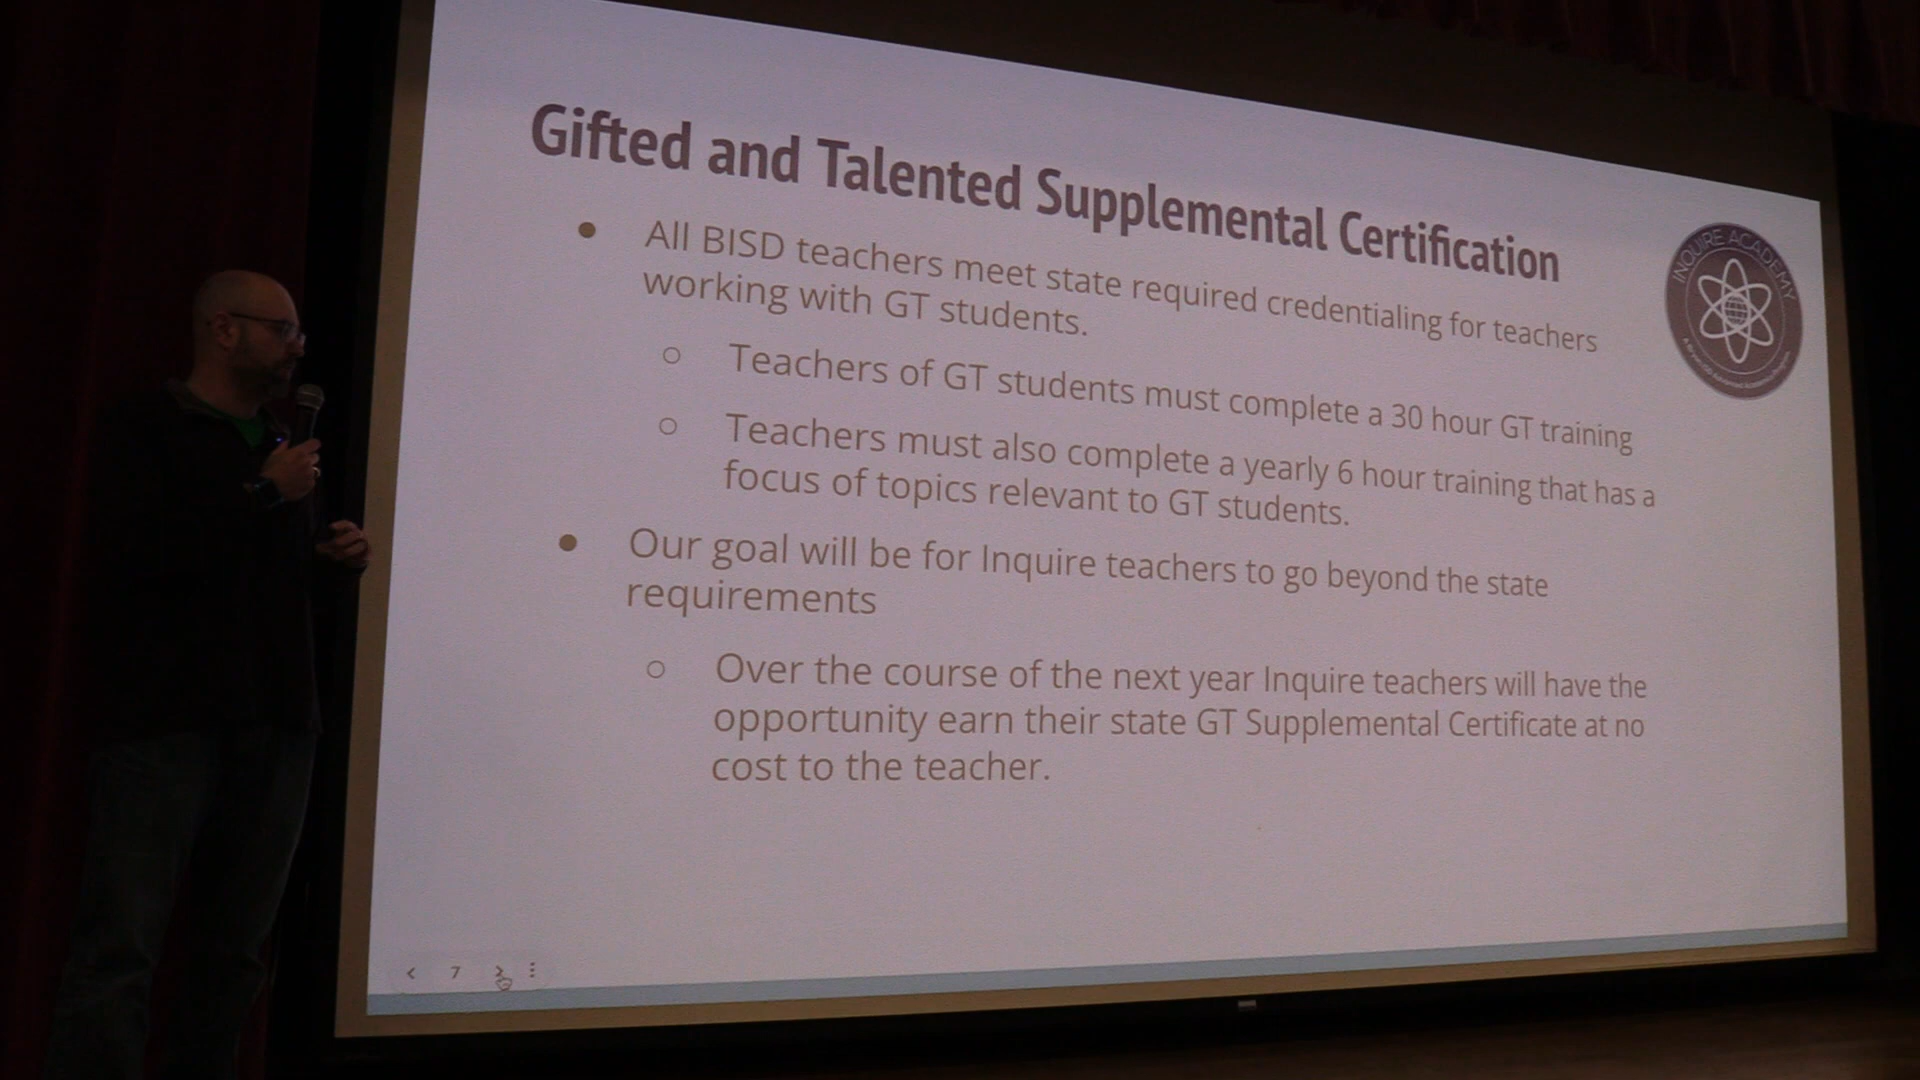 Gifted and Talented Supplemental Certification
● All BISD teachers meet state required credentialing for teachers
working with GT students.
○ Teachers of GT students must complete a 30 hour GT training
○ Teachers must also complete a yearly 6 hour training that has a
focus of topics relevant to GT students.
● Our goal will be for Inquire teachers to go beyond the state
requirements
○ Over the course of the next year Inquire teachers will have the
opportunity earn their state GT Supplemental Certificate at no
cost to the teacher.
INQUIRE ACADEMY
7